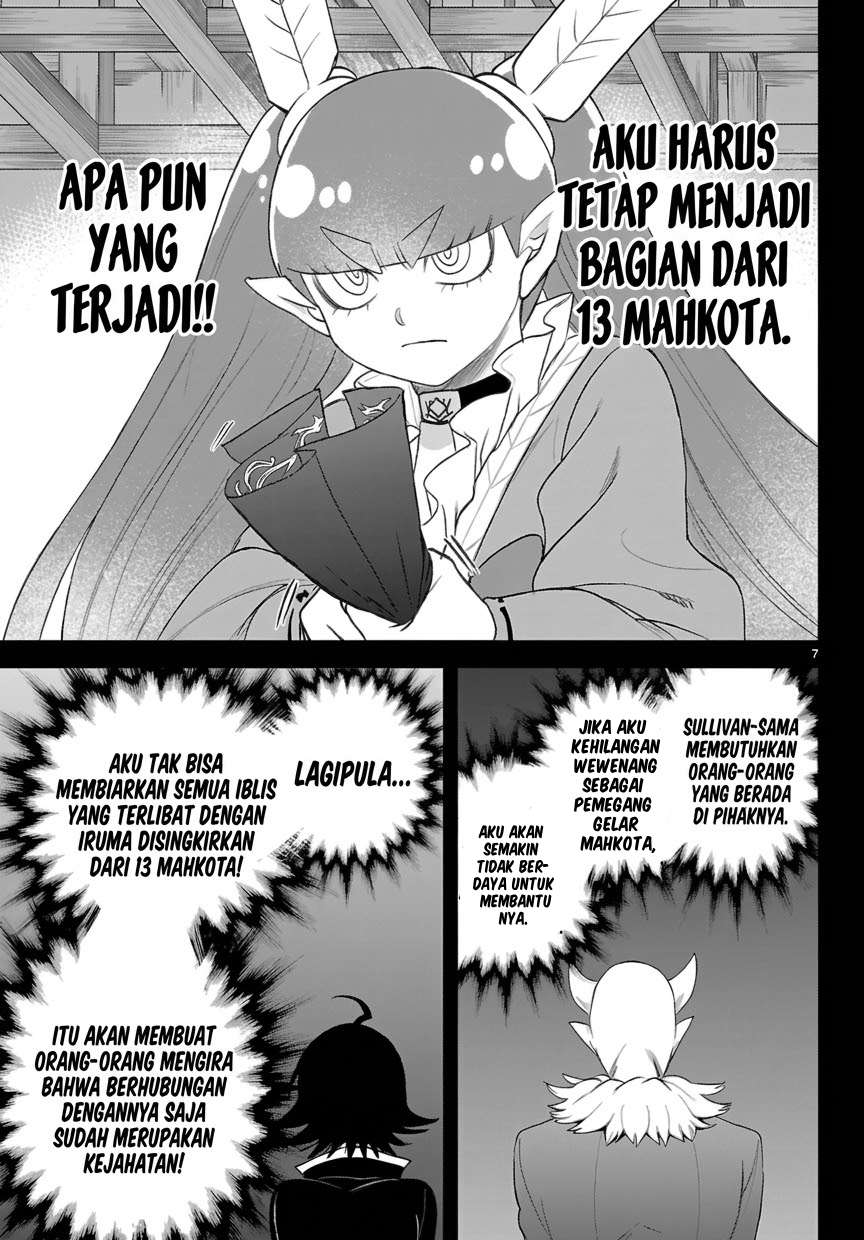 AKU HARUS
TETAP MENJADI
BAGIAN DARI
13 MAHKOTA.
APA PUN
YANG
TERJADI!!
7
SULLIVAN-SAMA
MEMBUTUHKAN
ORANG-ORANG
YANG BERADA
DI PIHAKNYA.
JIKA AKU
KEHILANGAN
WEWENANG
SEBAGAI
PEMEGANG
GELAR
MAHKOTA,
AKU AKAN
SEMAKIN
TIDAK BER-
DAYA UNTUK
MEMBANTU
NYA.
LAGIPULA...
AKU TAK BISA
MEMBIARKAN SEMUA IBLIS
YANG TERLIBAT DENGAN
IRUMA DISINGKIRKAN
DARI 13 MAHKOTA!
ITU AKAN MEMBUAT
ORANG-ORANG MENGIRA
BAHWA BERHUBUNGAN
DENGANNYA SAJA
SUDAH MERUPAKAN
KEJAHATAN!